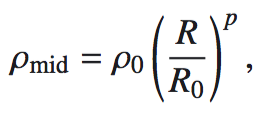 ρ_mid = ρ_0 (R/R_0)^p ,